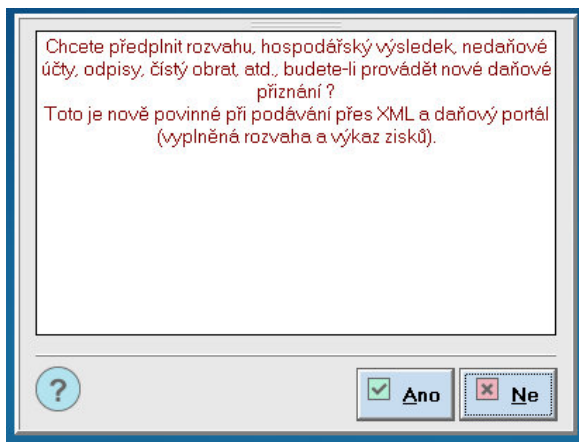 Chcete předplnit rozvahu, hospodářský výsledek, nedaňové
účty, odpisy, čístý obrat, atd., budete-li provádět nové daňové
přiznání ?
Toto je nově povinné při podávání přes XML a daňový portál
(vyplněná rozvaha a výkaz zisků).
?
Ano
Ne